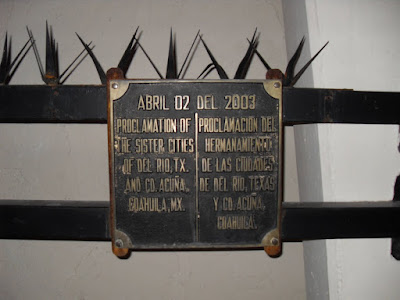 ABRIL 02 DEL 2003
PROCLAMATION OF
THE SISTER CITIES
OF DEL RIO, TX.
AND CD. ACUÑA,
COAHUILA, MX.
PROCLAMACIÓN DEL
HERMANAMIENTO
DE LAS CIUDADES
DE DEL RIO, TEXAS
Y CD. ACUÑA,
COAHUILA.